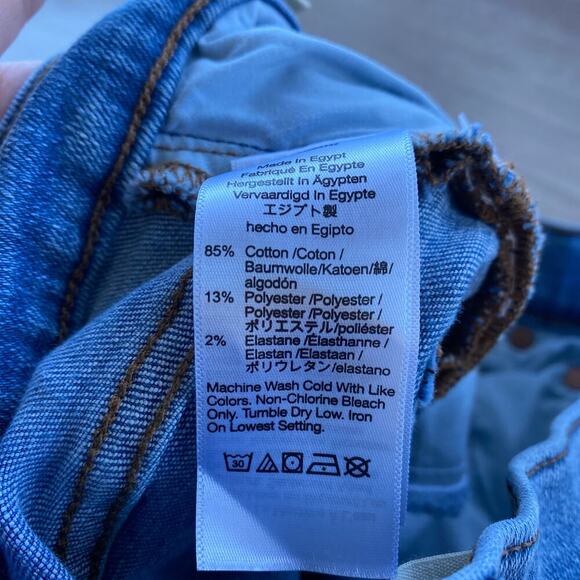 Made In Egypt
Fabriqué En Egypte
Hergestellt In Ägypten
Vervaardigd In Egypte
エジプト製
hecho en Egipto
85% Cotton /Coton /
Baumwolle/Katoen/綿/
algodón
13% Polyester /Polyester /
Polyester /Polyester /
ポリエステル/poliéster
2% Elastane /Élasthanne /
Elastan /Elastaan /
ポリウレタン/elastano
Machine Wash Cold With Like
Colors. Non-Chlorine Bleach
Only. Tumble Dry Low. Iron
On Lowest Setting.
30